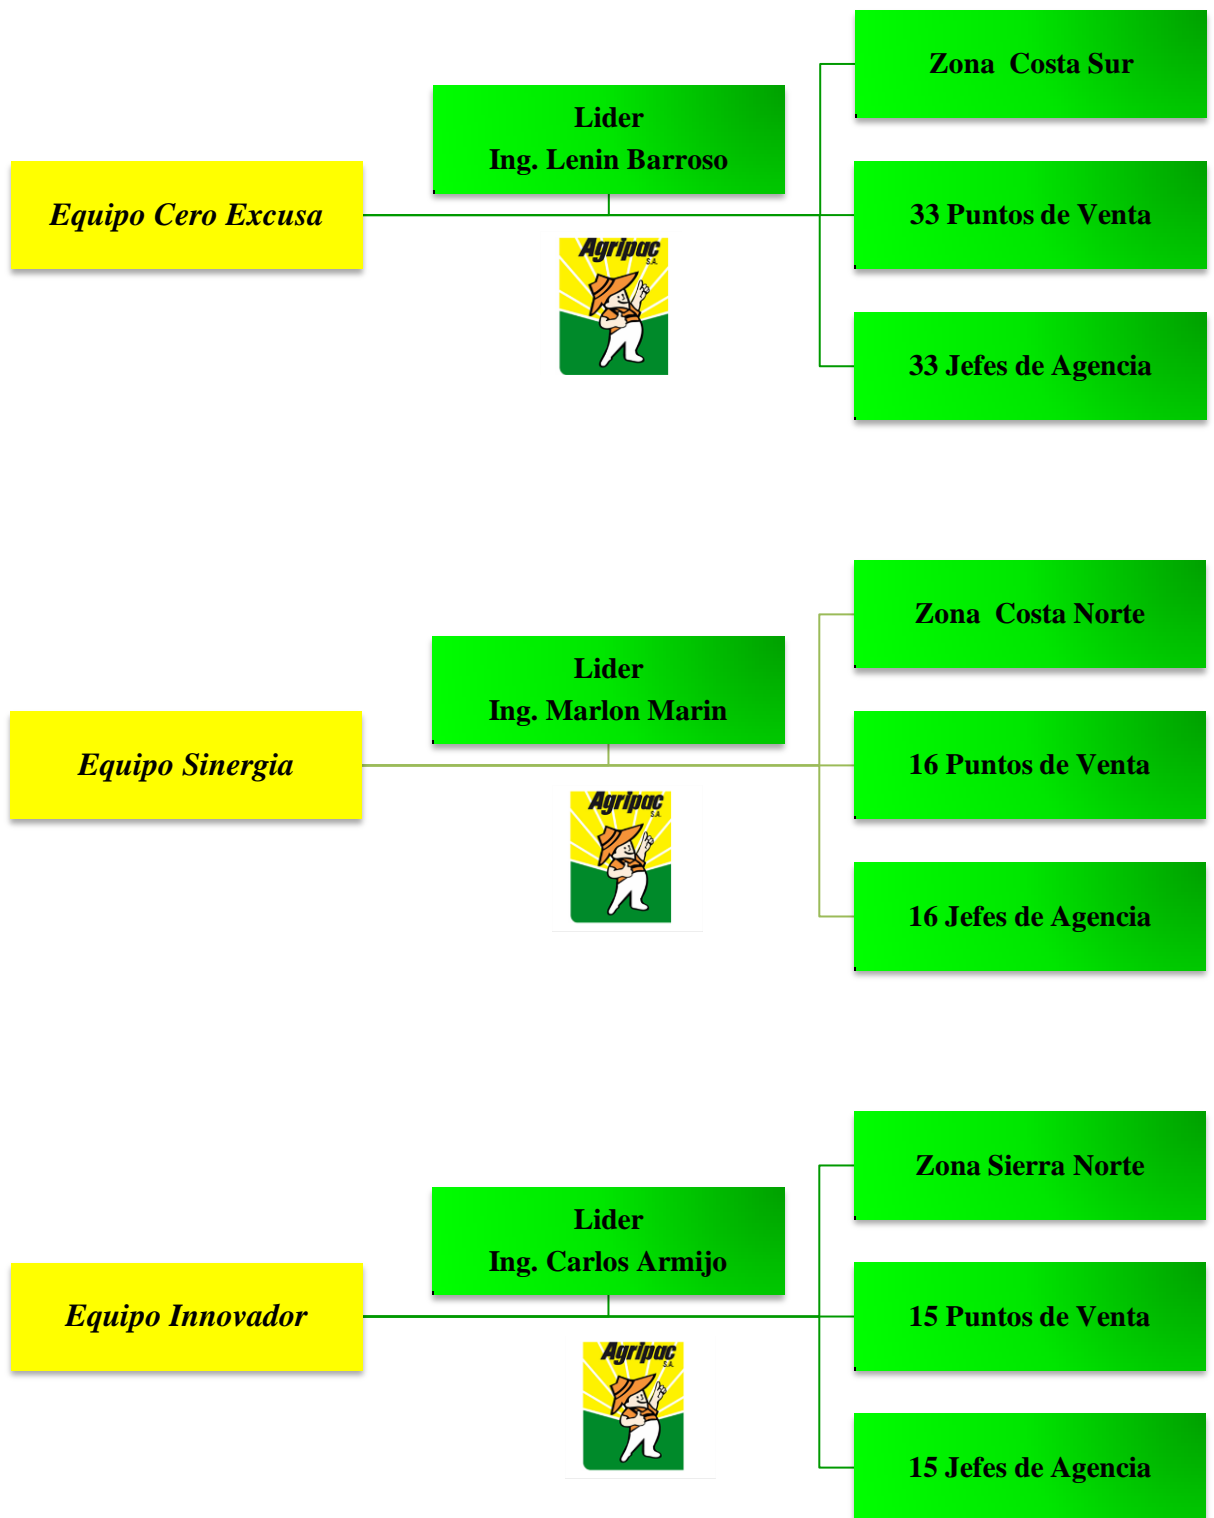 Zona Costa Sur
Lider
Ing. Lenin Barroso
Equipo Cero Excusa
33 Puntos de Venta
Agripac
S.A.
33 Jefes de Agencia
Zona Costa Norte
Lider
Ing. Marlon Marin
Equipo Sinergia
16 Puntos de Venta
Agripac
S.A.
16 Jefes de Agencia
Zona Sierra Norte
Lider
Ing. Carlos Armijo
Equipo Innovador
15 Puntos de Venta
Agripac
S.A.
15 Jefes de Agencia